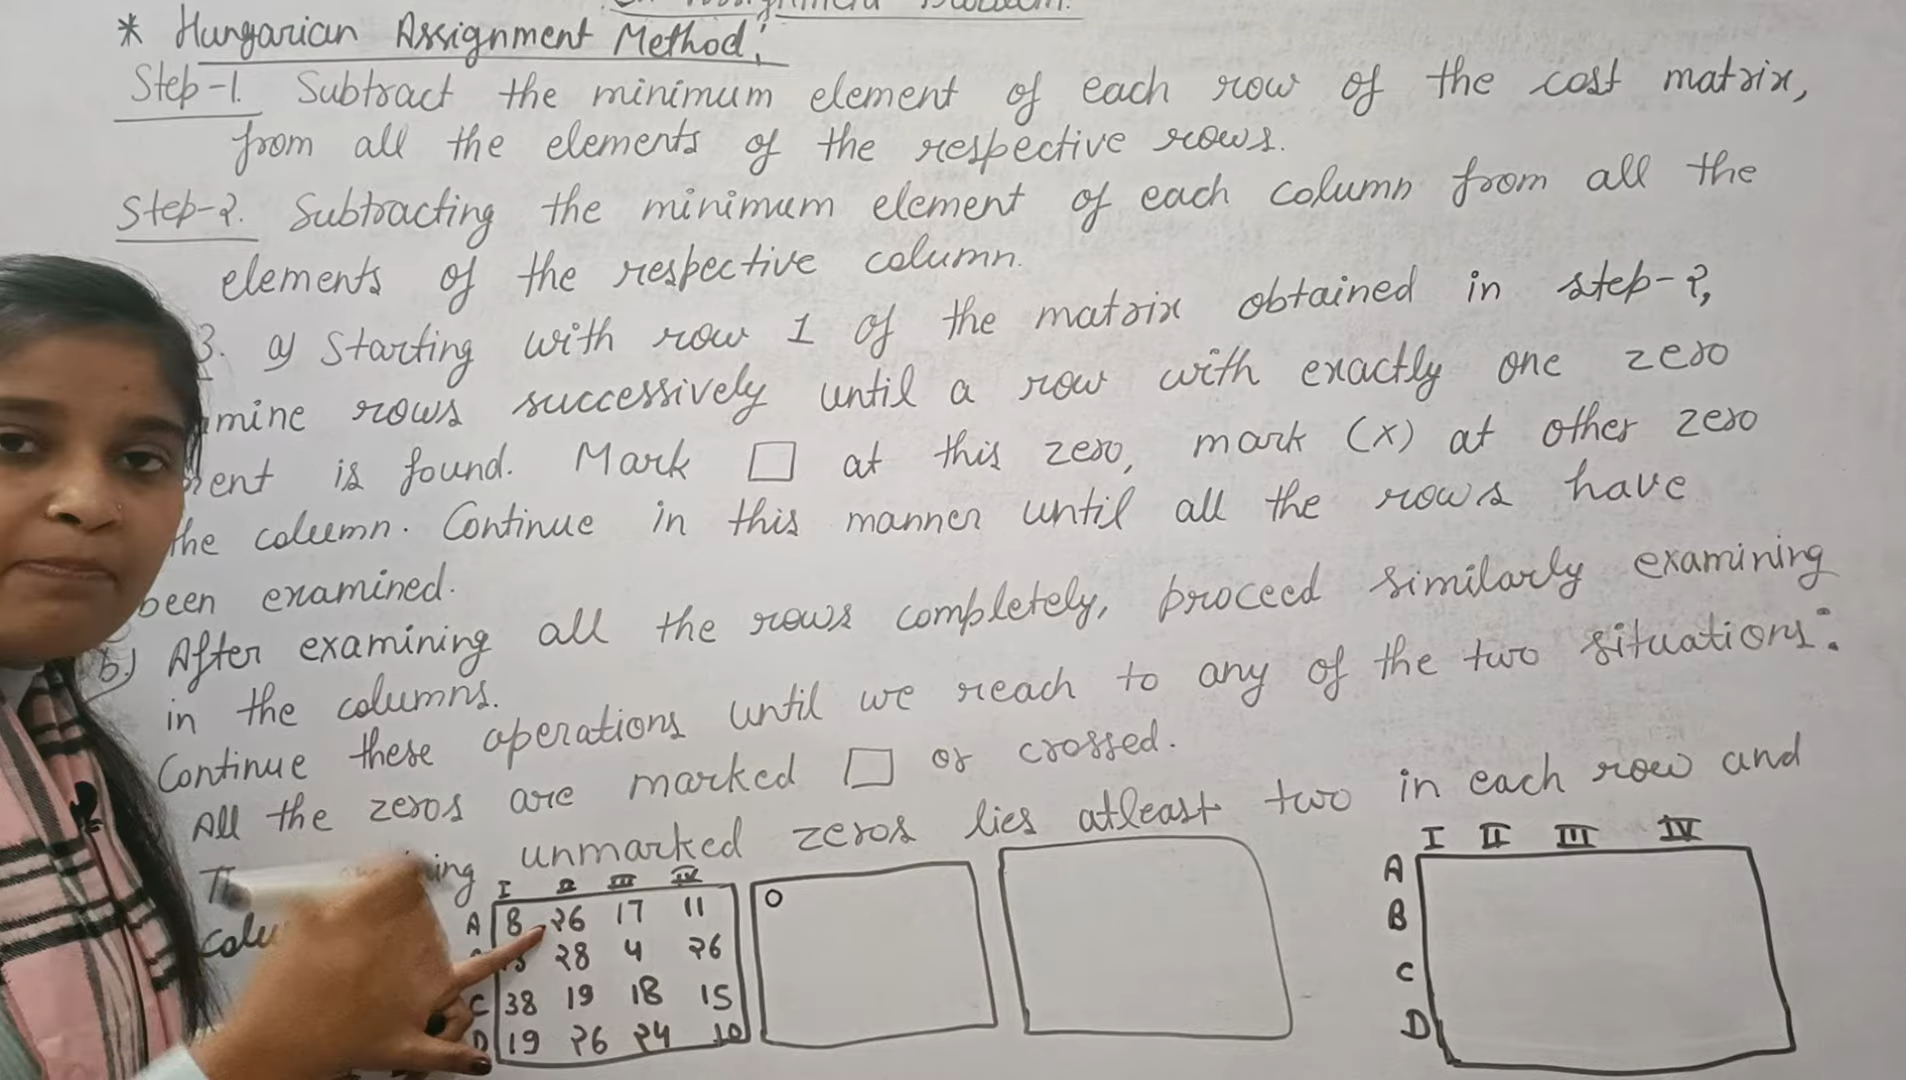 Assignment Problem.
* Hungarian Assignment Method:
Step-1. Subtract the minimum element of each row of the cost matrix,
from all the elements of the respective rows.
Step-2. Subtracting the minimum element of each column from all the
elements of the respective column.
3. a) Starting with row 1 of the matrix obtained in step-2,
mine rows successively until a row with exactly one zero
ent is found. Mark □ at this zero, mark (x) at other zero
the column. Continue in this manner until all the rows have
been examined.
b) After examining all the rows completely, proceed similarly examining
in the columns.
Continue these operations until we reach to any of the two situations:
All the zeros are marked □ or crossed.
ing unmarked zeros lies atleast two in each row and
colu
I II III IV
A 8 26 17 11
28 4 26
C 38 19 18 15
D 19 26 24 10
0
I II III IV
A
B
C
D